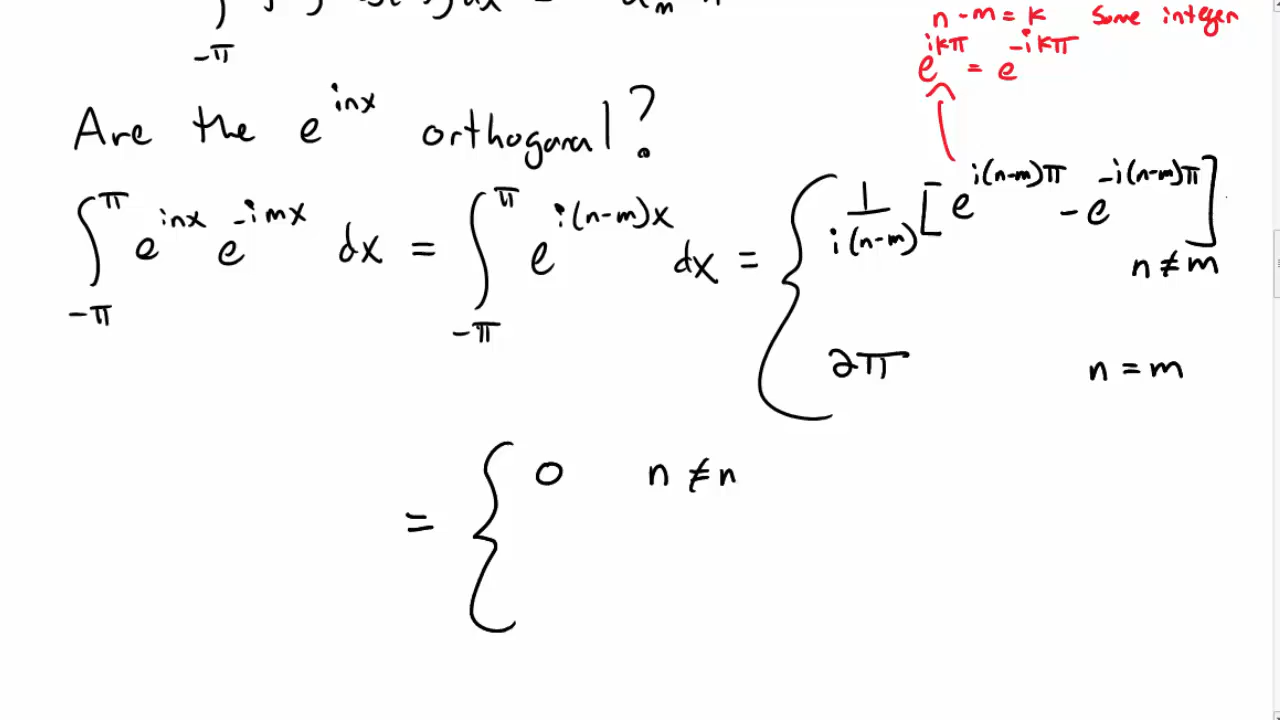 -π
n-m=k some integer
e^{ikπ} = e^{-ikπ}
Are the e^{inx} orthogonal?
∫_{-π}^{π} e^{inx} e^{-imx} dx = ∫_{-π}^{π} e^{i(n-m)x} dx = { 1/(i(n-m)) [e^{i(n-m)π} - e^{-i(n-m)π}] n≠m
2π n=m
= { 0 n≠n